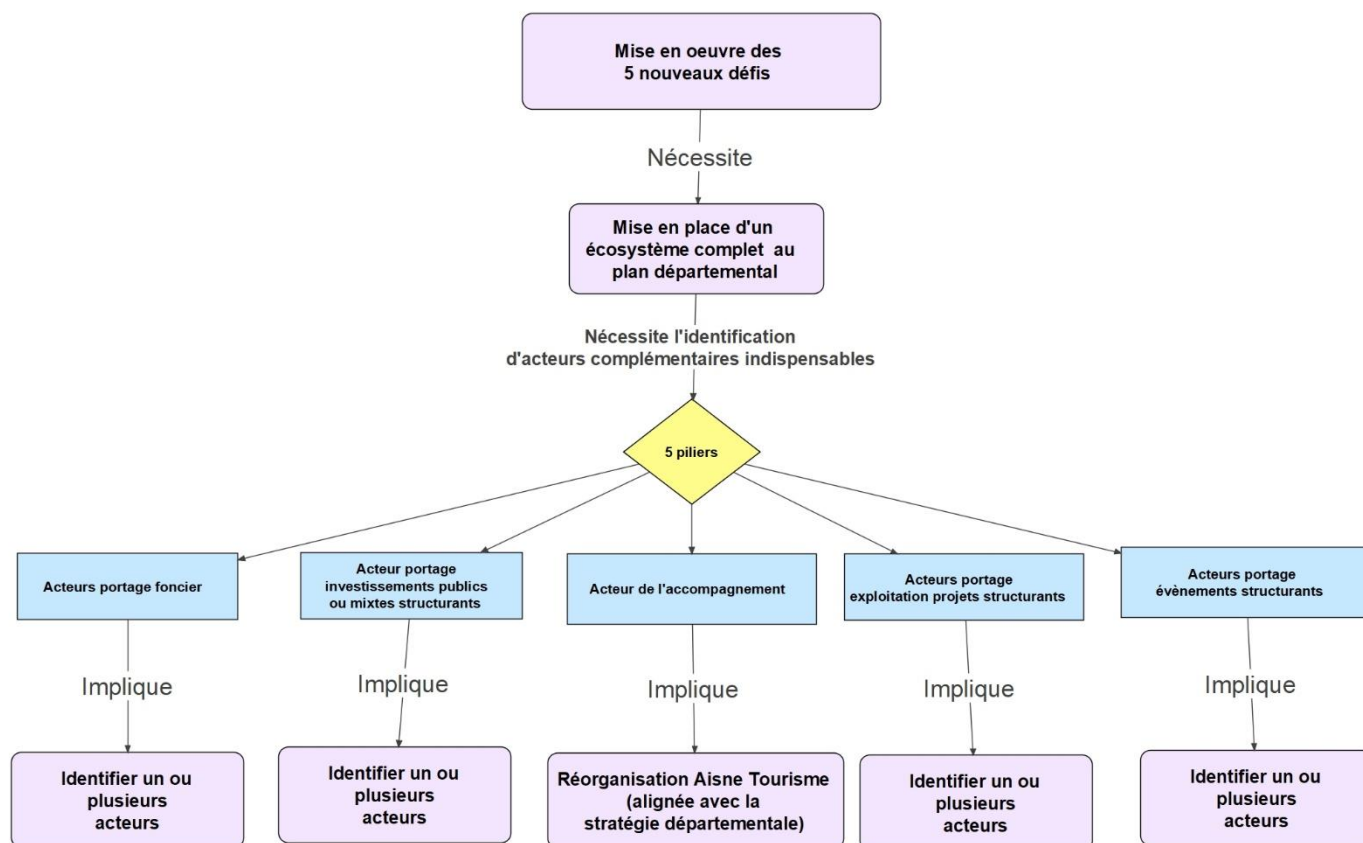 Mise en oeuvre des
5 nouveaux défis
Nécessite
Mise en place d'un
écosystème complet au
plan départemental
Nécessite l'identification
d'acteurs complémentaires indispensables
5 piliers
Acteurs portage foncier
Acteur portage
investissements publics
ou mixtes structurants
Acteur de l'accompagnement
Acteurs portage
exploitation projets structurants
Acteurs portage
évènements structurants
Implique
Implique
Implique
Implique
Implique
Identifier un ou
plusieurs
acteurs
Identifier un ou
plusieurs
acteurs
Réorganisation Aisne Tourisme
(alignée avec la
stratégie départementale)
Identifier un ou
plusieurs
acteurs
Identifier un ou
plusieurs
acteurs